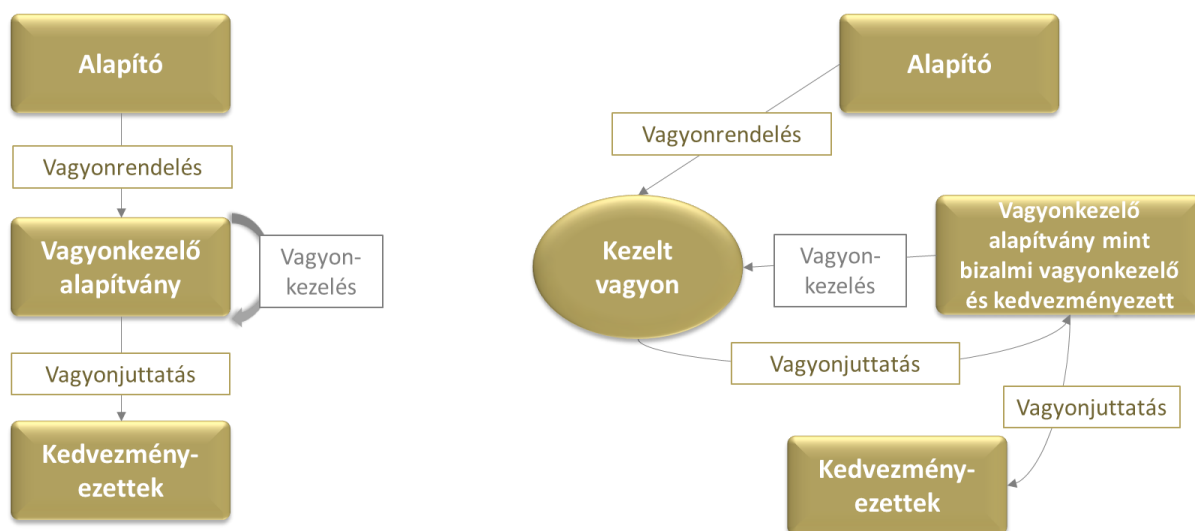 Alapító
Vagyonrendelés
Vagyonkezelő
alapítvány
Vagyon-
kezelés
Vagyonjuttatás
Kedvezmény-
ezettek
Alapító
Vagyonrendelés
Kezelt
vagyon
Vagyon-
kezelés
Vagyonkezelő
alapítvány mint
bizalmi vagyonkezelő
és kedvezményezett
Vagyonjuttatás
Vagyonjuttatás
Kedvezmény-
ezettek